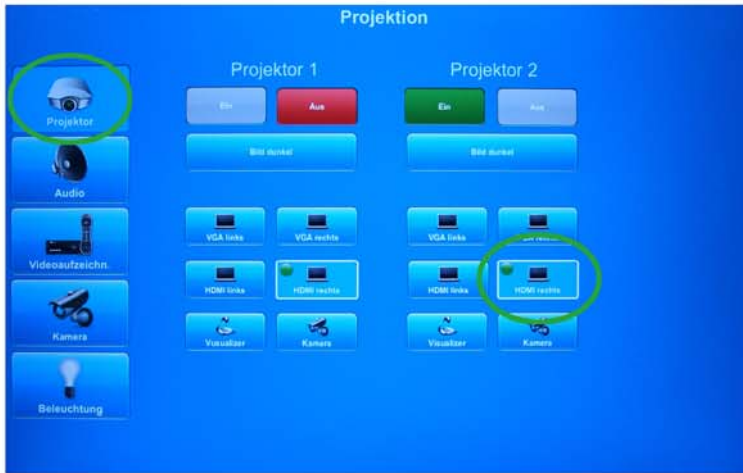 Projektion
Projektor
Audio
Videoaufzeichn.
Kamera
Beleuchtung
Projektor 1
Ein Aus
Bild dunkel
VGA links VGA rechts
HDMI links HDMI rechts
Visualizer Kamera
Projektor 2
Ein Aus
Bild dunkel
VGA links rechts
HDMI links HDMI rechts
Visualizer Kamera